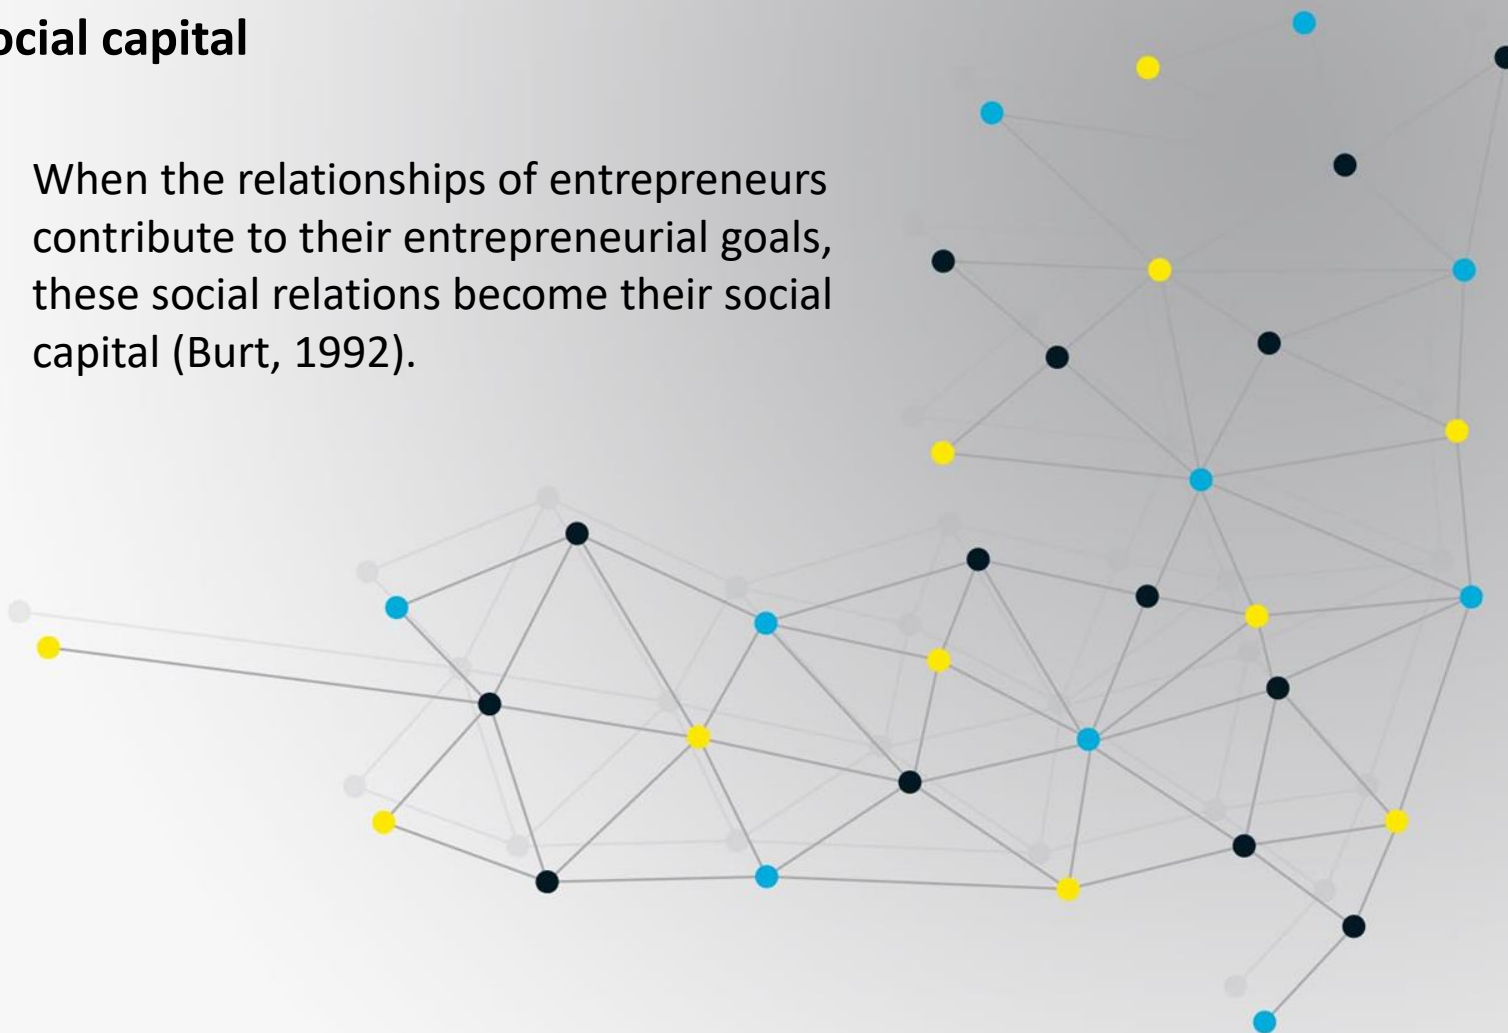 ocial capital
When the relationships of entrepreneurs
contribute to their entrepreneurial goals,
these social relations become their social
capital (Burt, 1992).